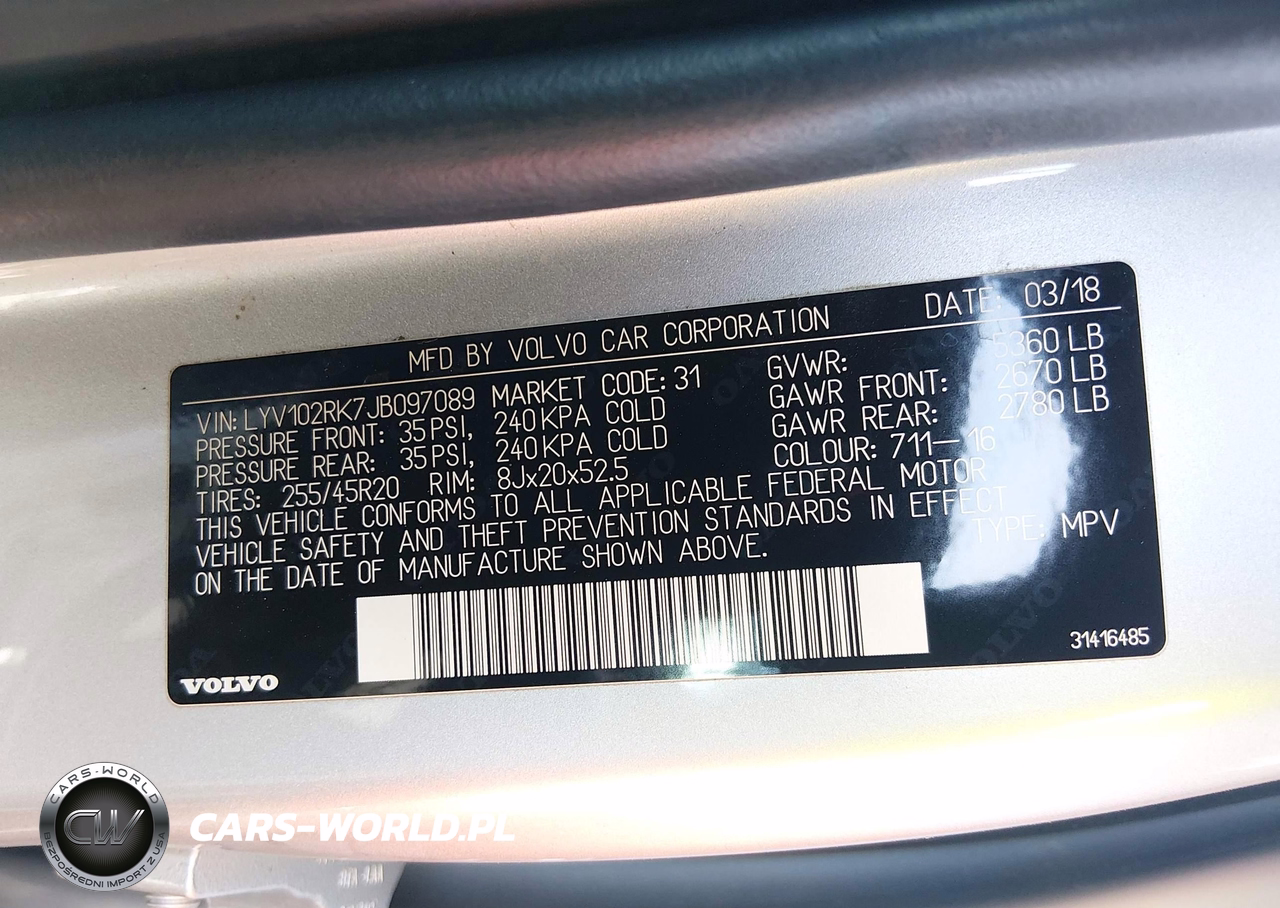 MFD BY VOLVO CAR CORPORATION DATE: 03/18
VIN: LYV102RK7JB097089 MARKET CODE: 31 GVWR: 5360 LB
PRESSURE FRONT: 35 PSI, 240 KPA COLD GAWR FRONT: 2670 LB
PRESSURE REAR: 35 PSI, 240 KPA COLD GAWR REAR: 2780 LB
TIRES: 255/45R20 RIM: 8Jx20x52.5 COLOUR: 711-16
THIS VEHICLE CONFORMS TO ALL APPLICABLE FEDERAL MOTOR
VEHICLE SAFETY AND THEFT PREVENTION STANDARDS IN EFFECT
ON THE DATE OF MANUFACTURE SHOWN ABOVE. TYPE: MPV
31416485
VOLVO
CARS-WORLD
CW
BEZPOŚREDNI IMPORT Z USA
CARS-WORLD.PL